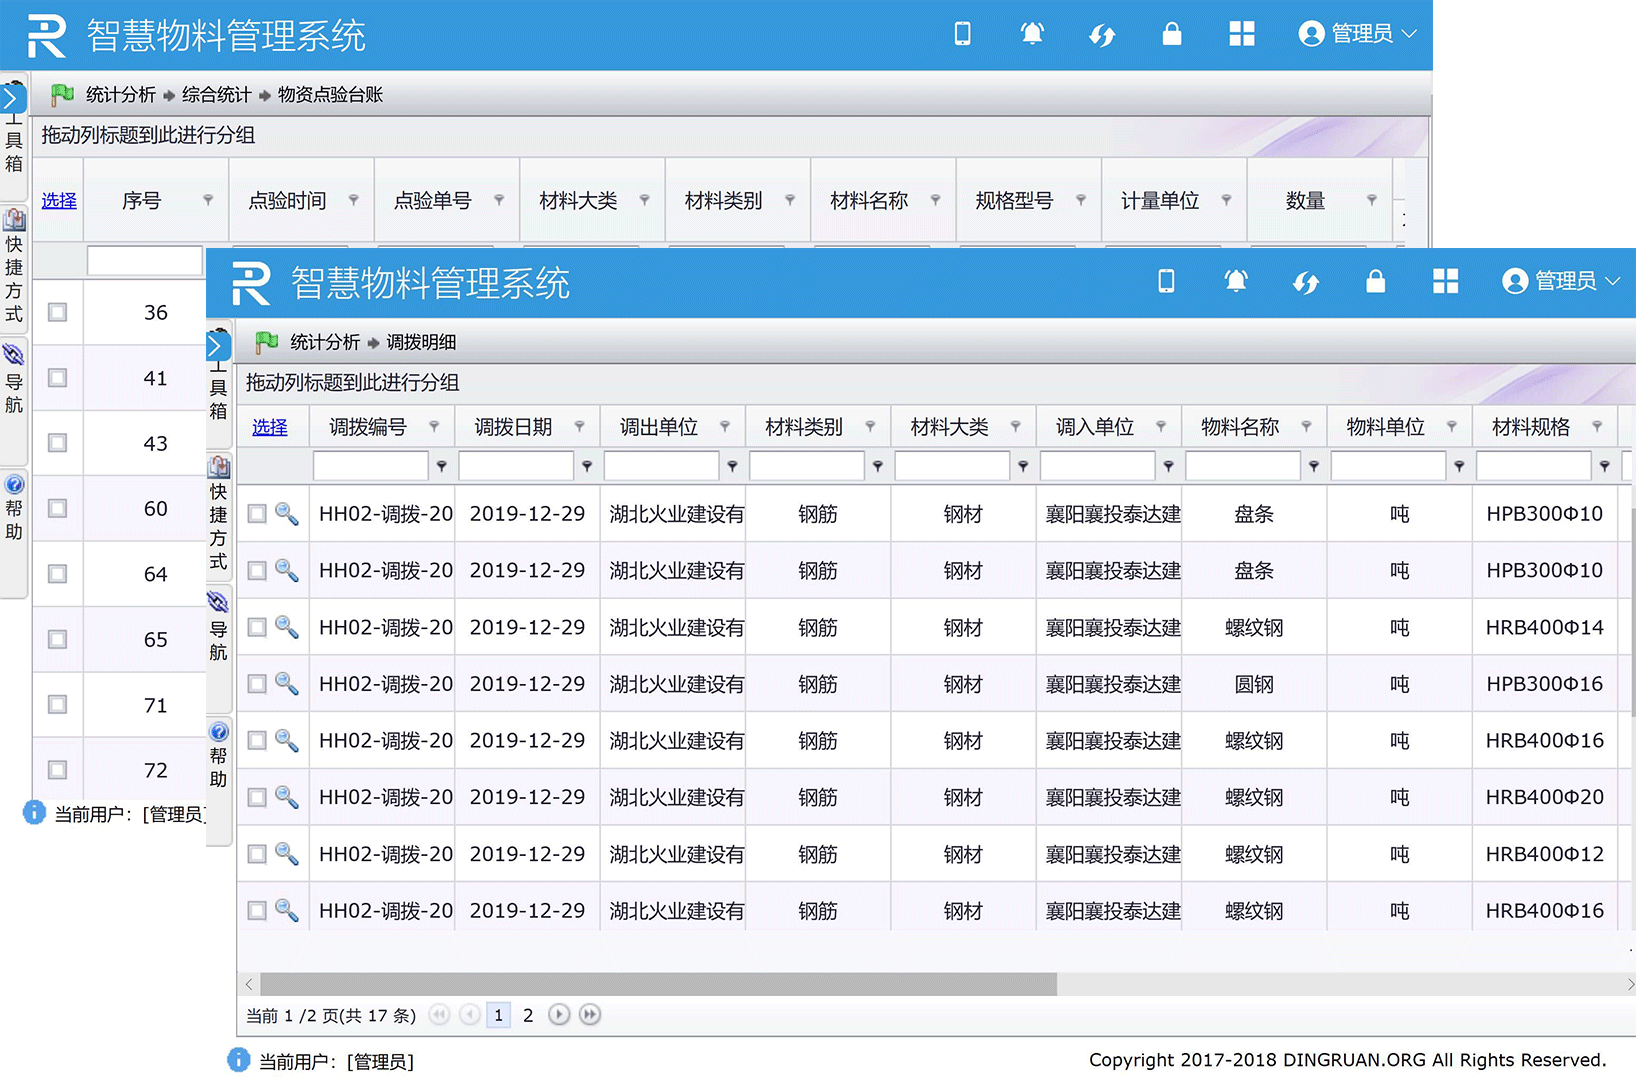 智慧物料管理系统
管理员
统计分析 综合统计 物资点验台账
拖动列标题到此进行分组
选择 序号 点验时间 点验单号 材料大类 材料类别 材料名称 规格型号 计量单位 数量
36
41
43
60
64
65
71
72
具箱
快捷方式
导航
帮助
当前用户：[管理员]
智慧物料管理系统
管理员
统计分析 调拨明细
拖动列标题到此进行分组
选择 调拨编号 调拨日期 调出单位 材料类别 材料大类 调入单位 物料名称 物料单位 材料规格
HH02-调拨-20 2019-12-29 湖北火业建设有 钢筋 钢材 襄阳襄投泰达建 盘条 吨 HPB300Φ10
HH02-调拨-20 2019-12-29 湖北火业建设有 钢筋 钢材 襄阳襄投泰达建 盘条 吨 HPB300Φ10
HH02-调拨-20 2019-12-29 湖北火业建设有 钢筋 钢材 襄阳襄投泰达建 螺纹钢 吨 HRB400Φ14
HH02-调拨-20 2019-12-29 湖北火业建设有 钢筋 钢材 襄阳襄投泰达建 圆钢 吨 HPB300Φ16
HH02-调拨-20 2019-12-29 湖北火业建设有 钢筋 钢材 襄阳襄投泰达建 螺纹钢 吨 HRB400Φ16
HH02-调拨-20 2019-12-29 湖北火业建设有 钢筋 钢材 襄阳襄投泰达建 螺纹钢 吨 HRB400Φ20
HH02-调拨-20 2019-12-29 湖北火业建设有 钢筋 钢材 襄阳襄投泰达建 螺纹钢 吨 HRB400Φ12
HH02-调拨-20 2019-12-29 湖北火业建设有 钢筋 钢材 襄阳襄投泰达建 螺纹钢 吨 HRB400Φ16
具箱
快捷方式
导航
帮助
当前 1 /2 页(共 17 条) 1 2
当前用户：[管理员]
Copyright 2017-2018 DINGRUAN.ORG All Rights Reserved.